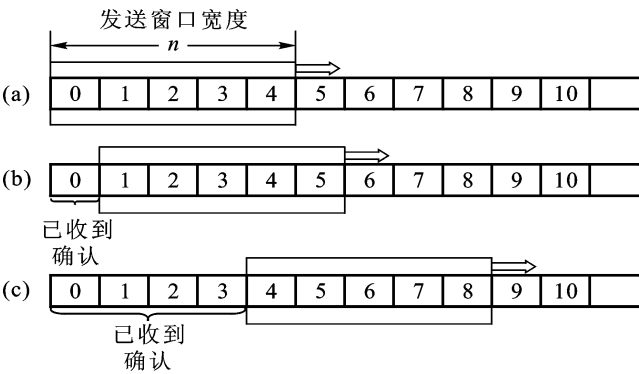 发送窗口宽度
n
(a) 0 1 2 3 4 5 6 7 8 9 10
(b) 0 1 2 3 4 5 6 7 8 9 10
已收到
确认
(c) 0 1 2 3 4 5 6 7 8 9 10
已收到
确认